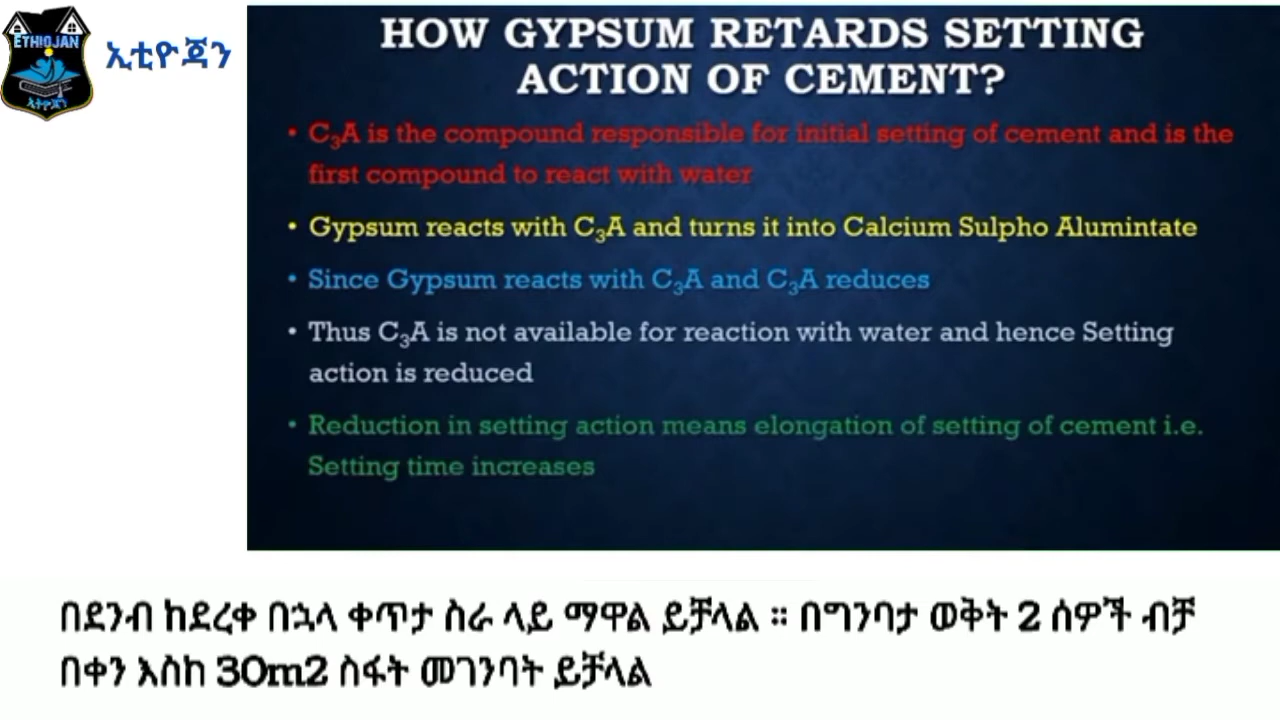 ETHIOJAN
ኢትዮጃን
ኢቲዮጃን
HOW GYPSUM RETARDS SETTING
ACTION OF CEMENT?
• C₃A is the compound responsible for initial setting of cement and is the
first compound to react with water
• Gypsum reacts with C₃A and turns it into Calcium Sulpho Alumintate
• Since Gypsum reacts with C₃A and C₃A reduces
• Thus C₃A is not available for reaction with water and hence Setting
action is reduced
• Reduction in setting action means elongation of setting of cement i.e.
Setting time increases
በደንብ ከደረቀ በኋላ ቀጥታ ስራ ላይ ማዋል ይቻላል ። በግንባታ ወቅት 2 ሰዎች ብቻ
በቀን እስከ 30m2 ስፋት መገንባት ይቻላል